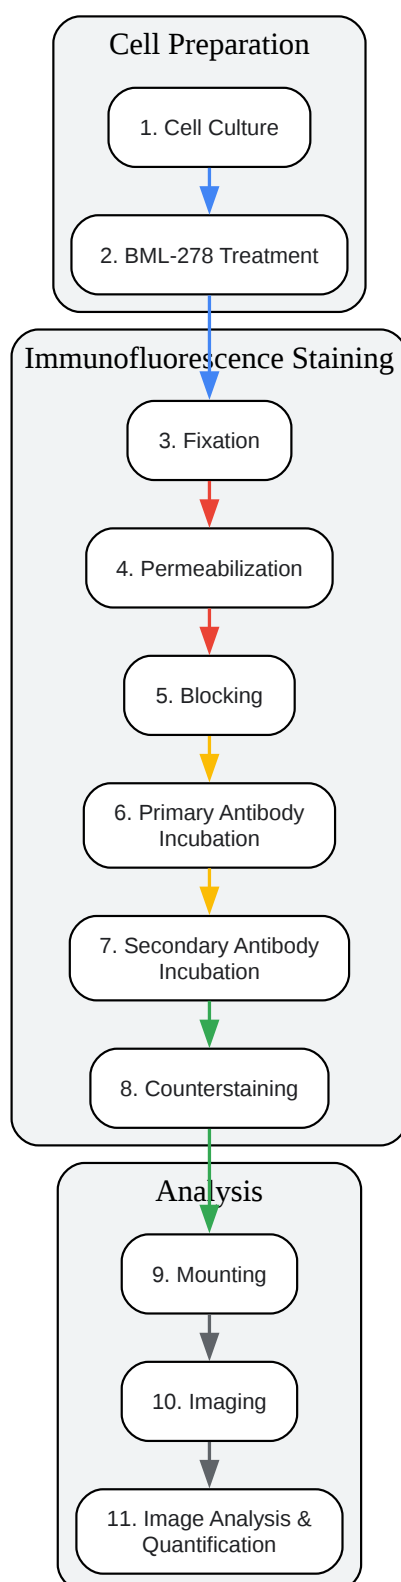 Cell Preparation
1. Cell Culture
2. BML-278 Treatment
Immunofluorescence Staining
3. Fixation
4. Permeabilization
5. Blocking
6. Primary Antibody
Incubation
7. Secondary Antibody
Incubation
8. Counterstaining
Analysis
9. Mounting
10. Imaging
11. Image Analysis &
Quantification